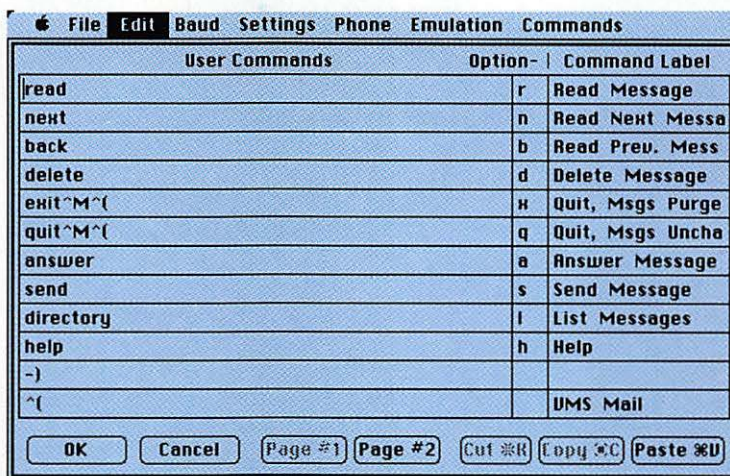 File Edit Baud Settings Phone Emulation Commands
User Commands Option- | Command Label
read r Read Message
next n Read Next Messa
back b Read Prev. Mess
delete d Delete Message
exit^M^( x Quit, Msgs Purge
quit^M^( q Quit, Msgs Uncha
answer a Answer Message
send s Send Message
directory l List Messages
help h Help
-)
^( VMS Mail
OK Cancel Page #1 Page #2 Cut ⌘X Copy ⌘C Paste ⌘V